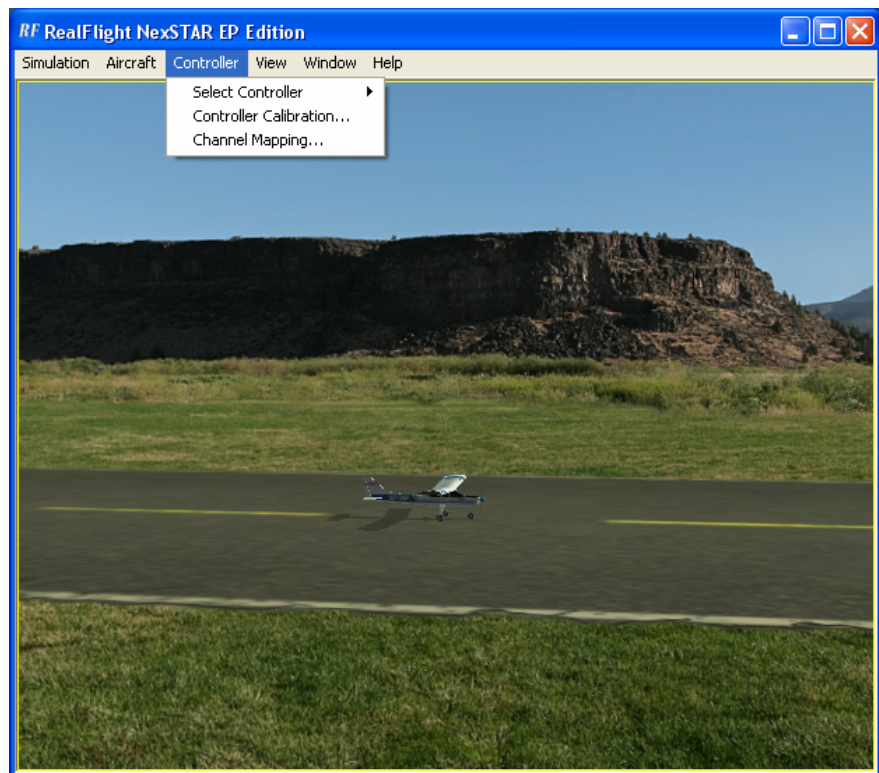 RF RealFlight NexSTAR EP Edition
Simulation Aircraft Controller View Window Help
Select Controller
Controller Calibration...
Channel Mapping...